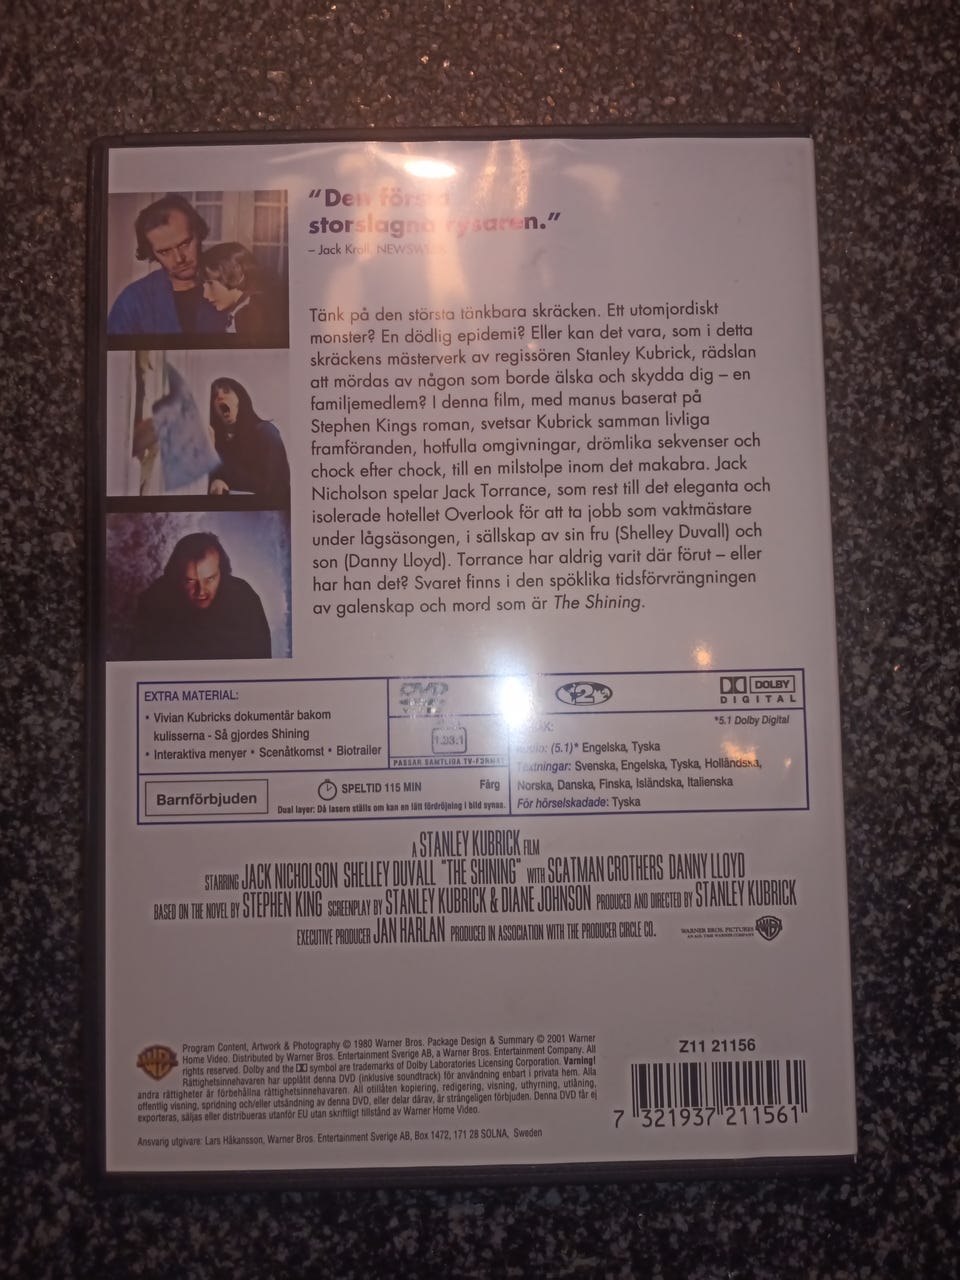 "Den första
storslagna rysaren."
– Jack Kroll, NEWSWEEK
Tänk på den största tänkbara skräcken. Ett utomjordiskt
monster? En dödlig epidemi? Eller kan det vara, som i detta
skräckens mästerverk av regissören Stanley Kubrick, rädslan
att mördas av någon som borde älska och skydda dig – en
familjemedlem? I denna film, med manus baserat på
Stephen Kings roman, svetsar Kubrick samman livliga
framföranden, hotfulla omgivningar, drömlika sekvenser och
chock efter chock, till en milstolpe inom det makabra. Jack
Nicholson spelar Jack Torrance, som rest till det eleganta och
isolerade hotellet Overlook för att ta jobb som vaktmästare
under lågsäsongen, i sällskap av sin fru (Shelley Duvall) och
son (Danny Lloyd). Torrance har aldrig varit där förut – eller
har han det? Svaret finns i den spöklika tidsförvrängningen
av galenskap och mord som är The Shining.
EXTRA MATERIAL:
• Vivian Kubricks dokumentär bakom
kulisserna - Så gjordes Shining
• Interaktiva menyer • Scenåtkomst • Biotrailer
Barnförbjuden
SPELTID 115 MIN
Färg
Dual layer: Då lasern ställs om kan en lätt fördröjning i bild synas.
DVD
1.33:1
PASSAR SAMTLIGA TV-FORMAT
2
DOLBY
DIGITAL
*5.1 Dolby Digital
Audio: (5.1)* Engelska, Tyska
Textningar: Svenska, Engelska, Tyska, Holländska,
Norska, Danska, Finska, Isländska, Italienska
För hörselskadade: Tyska
A STANLEY KUBRICK FILM
STARRING JACK NICHOLSON SHELLEY DUVALL "THE SHINING" WITH SCATMAN CROTHERS DANNY LLOYD
BASED ON THE NOVEL BY STEPHEN KING SCREENPLAY BY STANLEY KUBRICK & DIANE JOHNSON PRODUCED AND DIRECTED BY STANLEY KUBRICK
EXECUTIVE PRODUCER JAN HARLAN PRODUCED IN ASSOCIATION WITH THE PRODUCER CIRCLE CO.
WARNER BROS. PICTURES
AN AOL TIME WARNER COMPANY
Program Content, Artwork & Photography © 1980 Warner Bros. Package Design & Summary © 2001 Warner
Home Video. Distributed by Warner Bros. Entertainment Sverige AB, a Warner Bros. Entertainment Company. All
rights reserved. Dolby and the symbol are trademarks of Dolby Laboratories Licensing Corporation. Varning!
Rättighetsinnehavaren har upplåtit denna DVD (inklusive soundtrack) för användning enbart i privata hem. Alla
andra rättigheter är förbehållna rättighetsinnehavaren. All otillåten kopiering, redigering, visning, uthyrning, utlåning,
offentlig visning, spridning och/eller utsändning av denna DVD, eller delar därav, är strängeligen förbjuden. Denna DVD får ej
exporteras, säljas eller distribueras utanför EU utan skriftligt tillstånd av Warner Home Video.
Ansvarig utgivare: Lars Håkansson, Warner Bros. Entertainment Sverige AB, Box 1472, 171 28 SOLNA, Sweden
Z11 21156
7 321937 211561